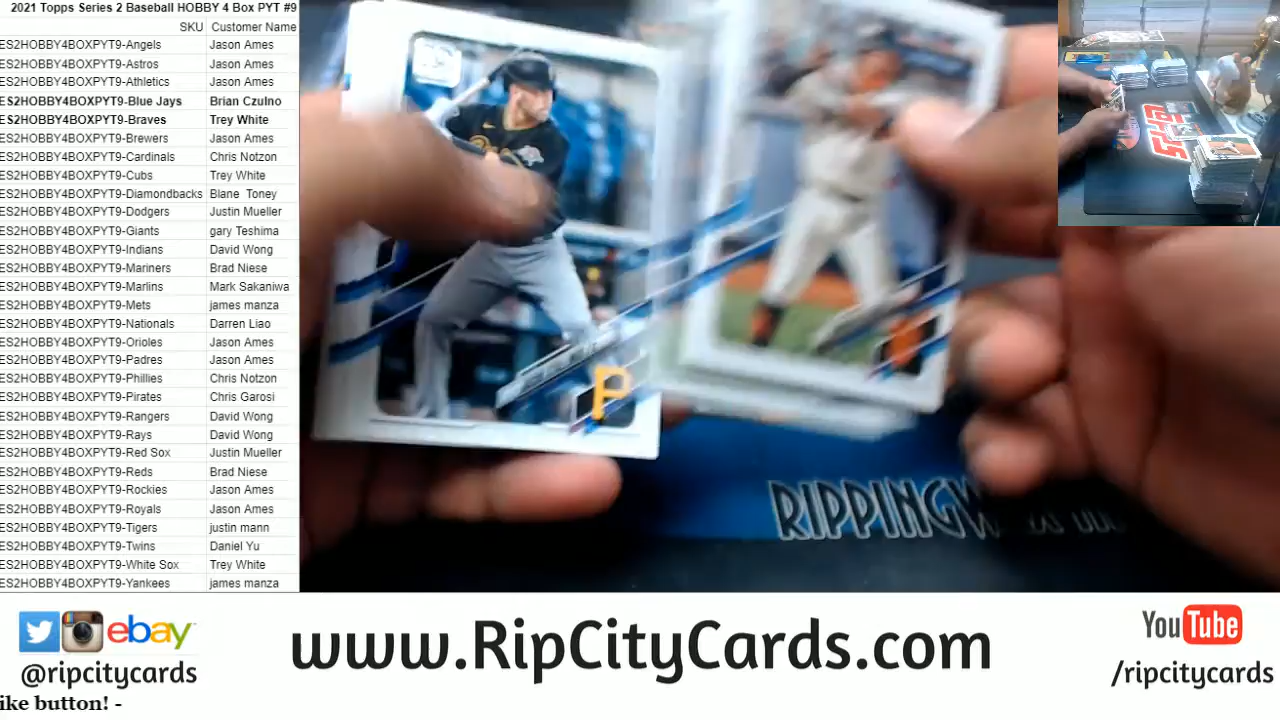 2021 Topps Series 2 Baseball HOBBY 4 Box PYT #9
SKU Customer Name
ES2HOBBY4BOXPYT9-Angels Jason Ames
ES2HOBBY4BOXPYT9-Astros Jason Ames
ES2HOBBY4BOXPYT9-Athletics Jason Ames
ES2HOBBY4BOXPYT9-Blue Jays Brian Czulno
ES2HOBBY4BOXPYT9-Braves Trey White
ES2HOBBY4BOXPYT9-Brewers Jason Ames
ES2HOBBY4BOXPYT9-Cardinals Chris Notzon
ES2HOBBY4BOXPYT9-Cubs Trey White
ES2HOBBY4BOXPYT9-Diamondbacks Blane Toney
ES2HOBBY4BOXPYT9-Dodgers Justin Mueller
ES2HOBBY4BOXPYT9-Giants gary Teshima
ES2HOBBY4BOXPYT9-Indians David Wong
ES2HOBBY4BOXPYT9-Mariners Brad Niese
ES2HOBBY4BOXPYT9-Marlins Mark Sakaniwa
ES2HOBBY4BOXPYT9-Mets james manza
ES2HOBBY4BOXPYT9-Nationals Darren Liao
ES2HOBBY4BOXPYT9-Orioles Jason Ames
ES2HOBBY4BOXPYT9-Padres Jason Ames
ES2HOBBY4BOXPYT9-Phillies Chris Notzon
ES2HOBBY4BOXPYT9-Pirates Chris Garosi
ES2HOBBY4BOXPYT9-Rangers David Wong
ES2HOBBY4BOXPYT9-Rays David Wong
ES2HOBBY4BOXPYT9-Red Sox Justin Mueller
ES2HOBBY4BOXPYT9-Reds Brad Niese
ES2HOBBY4BOXPYT9-Rockies Jason Ames
ES2HOBBY4BOXPYT9-Royals Jason Ames
ES2HOBBY4BOXPYT9-Tigers justin mann
ES2HOBBY4BOXPYT9-Twins Daniel Yu
ES2HOBBY4BOXPYT9-White Sox Trey White
ES2HOBBY4BOXPYT9-Yankees james manza
P
RIPPINGW
ebay
@ripcitycards
www.RipCityCards.com
YouTube
/ripcitycards
ike button! -